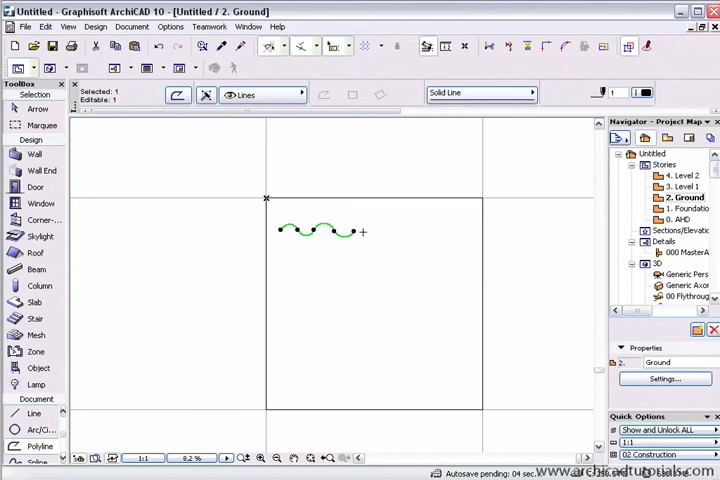 Untitled - Graphisoft ArchiCAD 10 - [Untitled / 2. Ground]
File Edit View Design Document Options Teamwork Window Help
ToolBox
Selection
Arrow
Marquee
Design
Wall
Wall End
Door
Window
Corner-...
Skylight
Roof
Beam
Column
Slab
Stair
Mesh
Zone
Object
Lamp
Document
Line
Arc/Ci...
Polyline
Spline
Selected: 1
Editable: 1
Lines
Solid Line
1
Navigator - Project Map
Untitled
Stories
4. Level 2
3. Level 1
2. Ground
1. Foundatio
0. AHD
Sections/Elevatio
Details
000 MasterA
3D
Generic Pers
Generic Axor
00 Flythroug
Properties
2. Ground
Settings...
Quick Options
Show and Unlock ALL
1:1
02 Construction
1:1
8.2 %
Autosave pending: 04 sec.
www.archicadtutorials.com